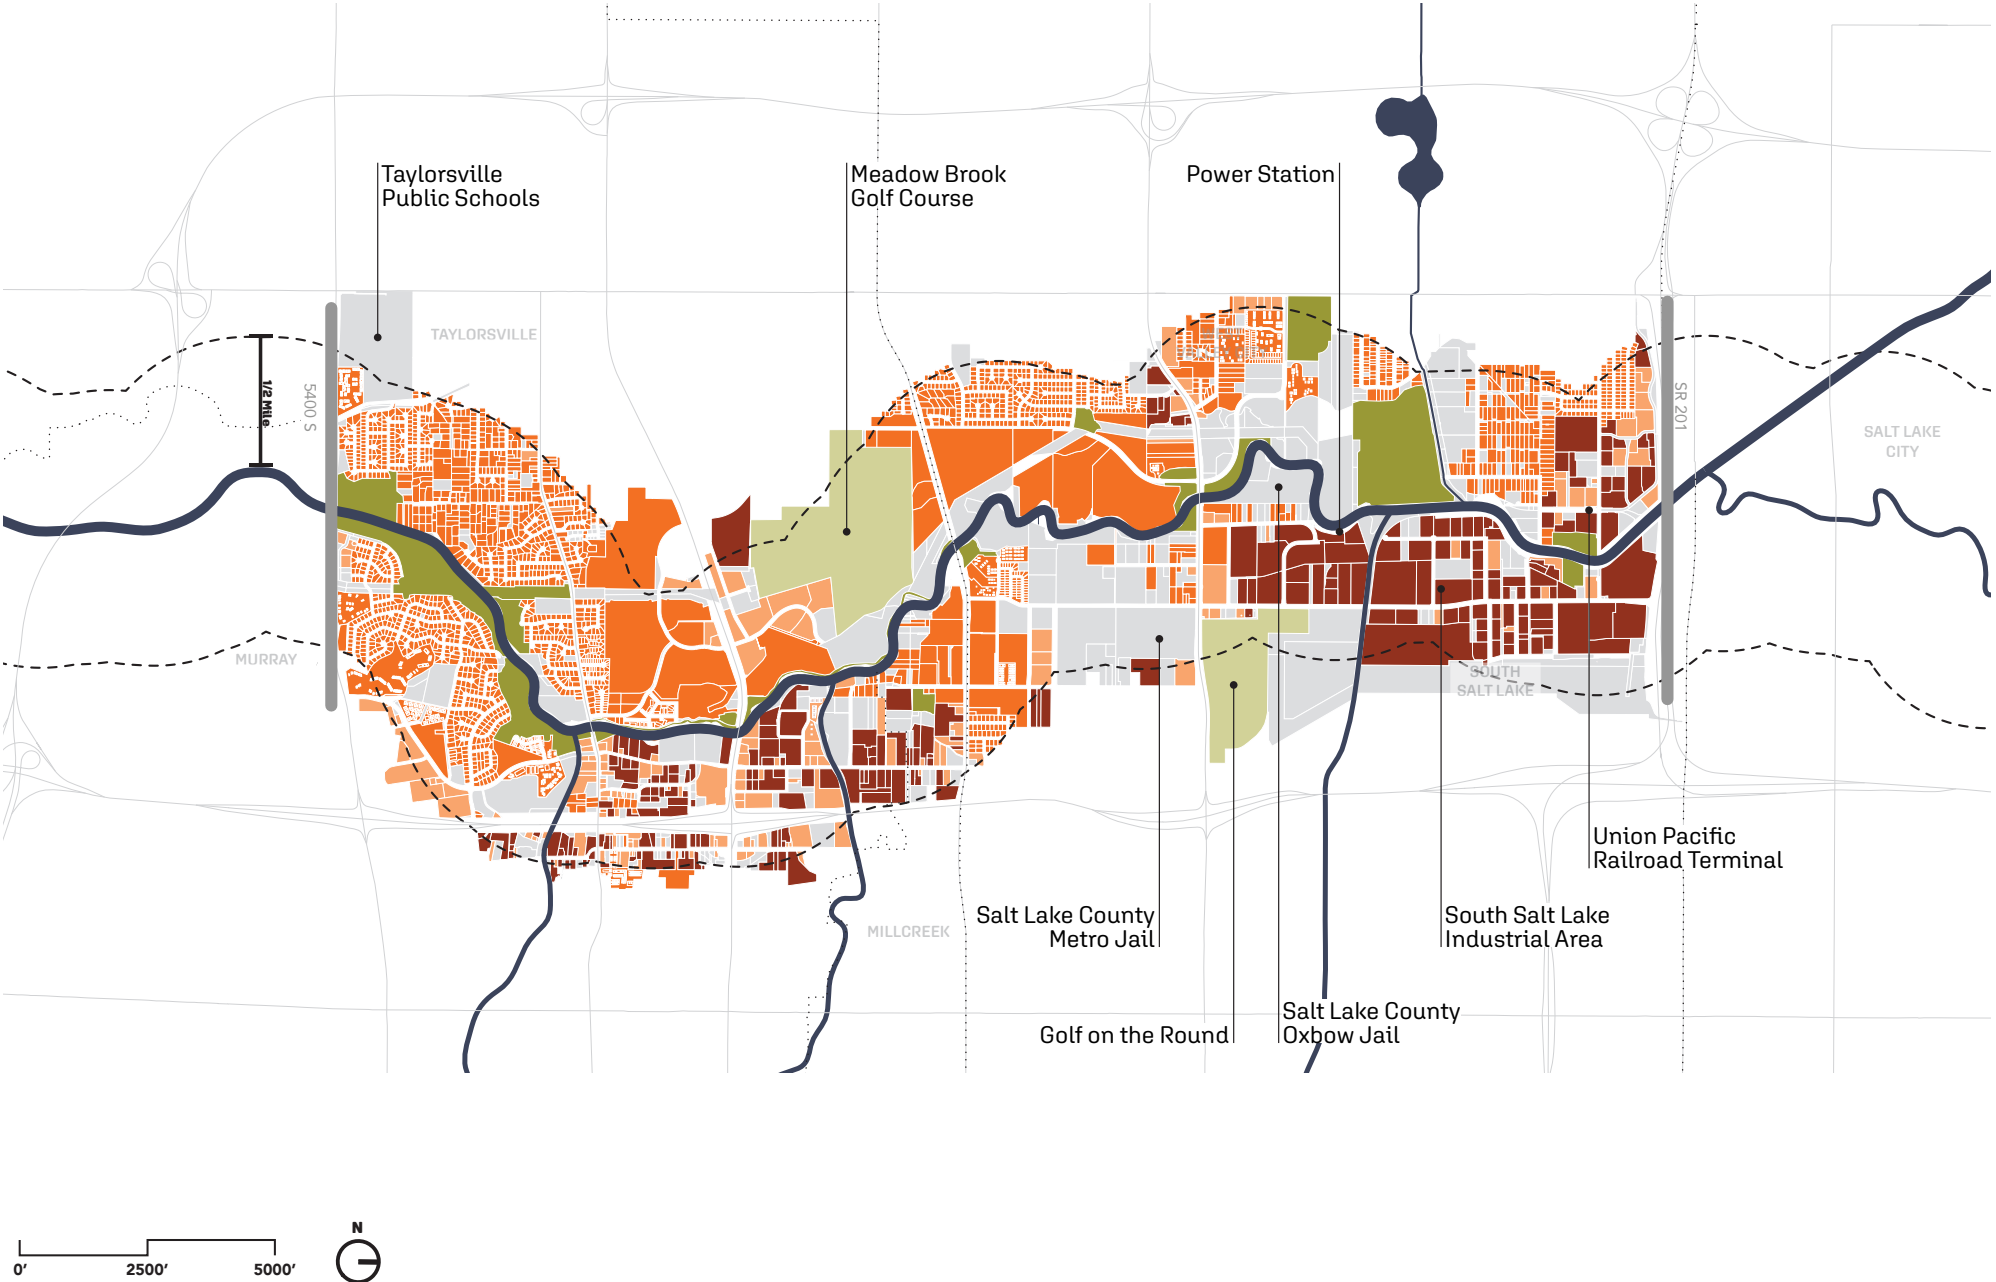 Taylorsville
Public Schools
Meadow Brook
Golf Course
Power Station
TAYLORSVILLE
1/2 Mile
5400 S
SR 201
SALT LAKE
CITY
MURRAY
SOUTH
SALT LAKE
Union Pacific
Railroad Terminal
Salt Lake County
Metro Jail
South Salt Lake
Industrial Area
MILLCREEK
Golf on the Round
Salt Lake County
Oxbow Jail
N
0’
2500’
5000’